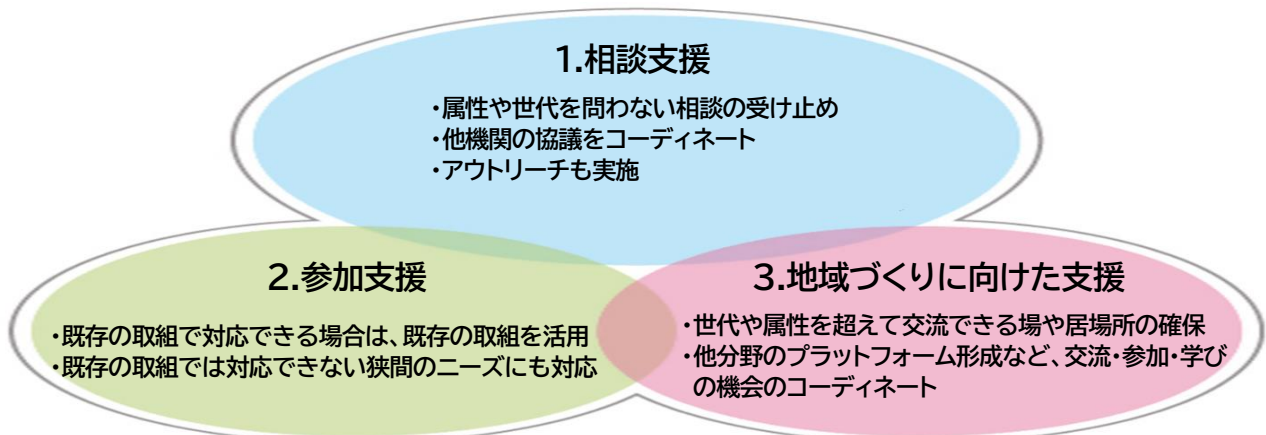 1.相談支援
・属性や世代を問わない相談の受け止め
・他機関の協議をコーディネート
・アウトリーチも実施
2.参加支援
・既存の取組で対応できる場合は、既存の取組を活用
・既存の取組では対応できない狭間のニーズにも対応
3.地域づくりに向けた支援
・世代や属性を超えて交流できる場や居場所の確保
・他分野のプラットフォーム形成など、交流・参加・学び
の機会のコーディネート